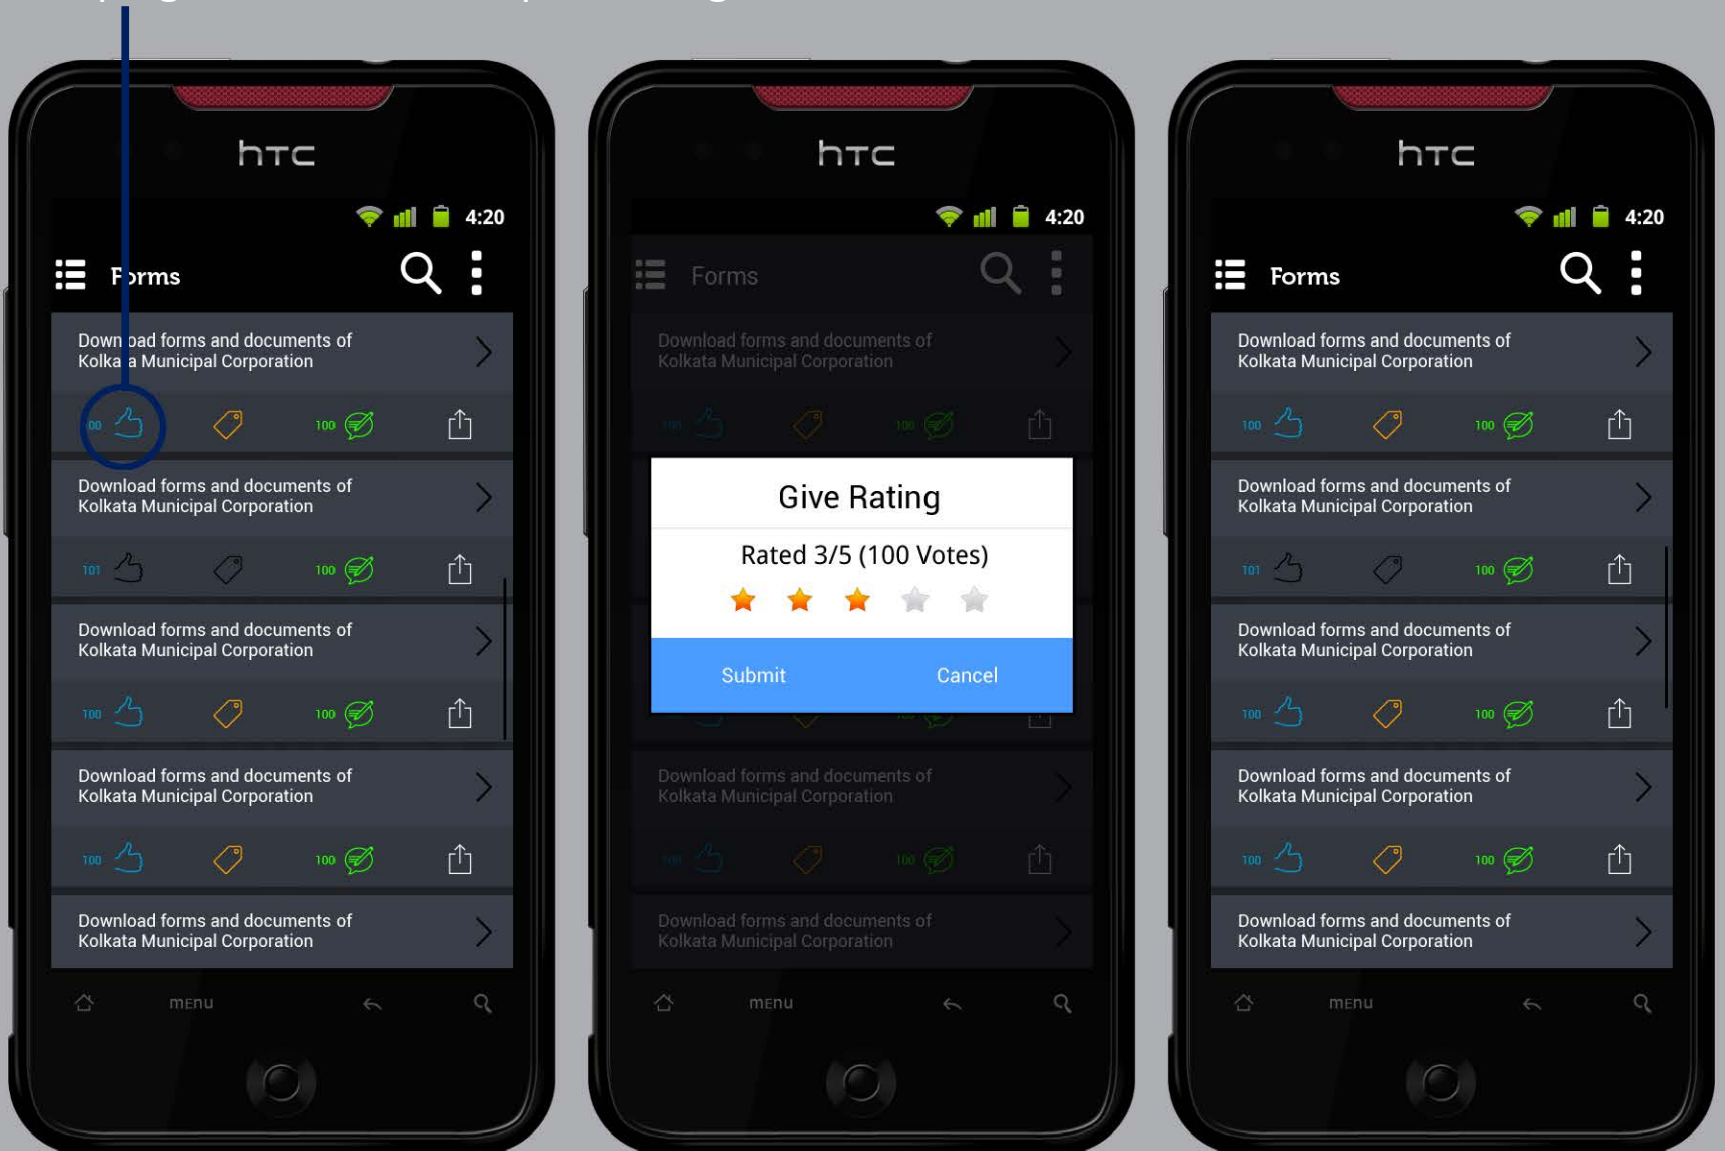 htc
4:20
Forms
Download forms and documents of
Kolkata Municipal Corporation
00
100
Download forms and documents of
Kolkata Municipal Corporation
101
100
Download forms and documents of
Kolkata Municipal Corporation
100
100
Download forms and documents of
Kolkata Municipal Corporation
100
100
Download forms and documents of
Kolkata Municipal Corporation
menu
htc
4:20
Forms
Download forms and documents of
Kolkata Municipal Corporation
100
100
Give Rating
Rated 3/5 (100 Votes)
Submit
Cancel
Download forms and documents of
Kolkata Municipal Corporation
100
100
Download forms and documents of
Kolkata Municipal Corporation
menu
htc
4:20
Forms
Download forms and documents of
Kolkata Municipal Corporation
100
100
Download forms and documents of
Kolkata Municipal Corporation
101
100
Download forms and documents of
Kolkata Municipal Corporation
100
100
Download forms and documents of
Kolkata Municipal Corporation
100
100
Download forms and documents of
Kolkata Municipal Corporation
menu